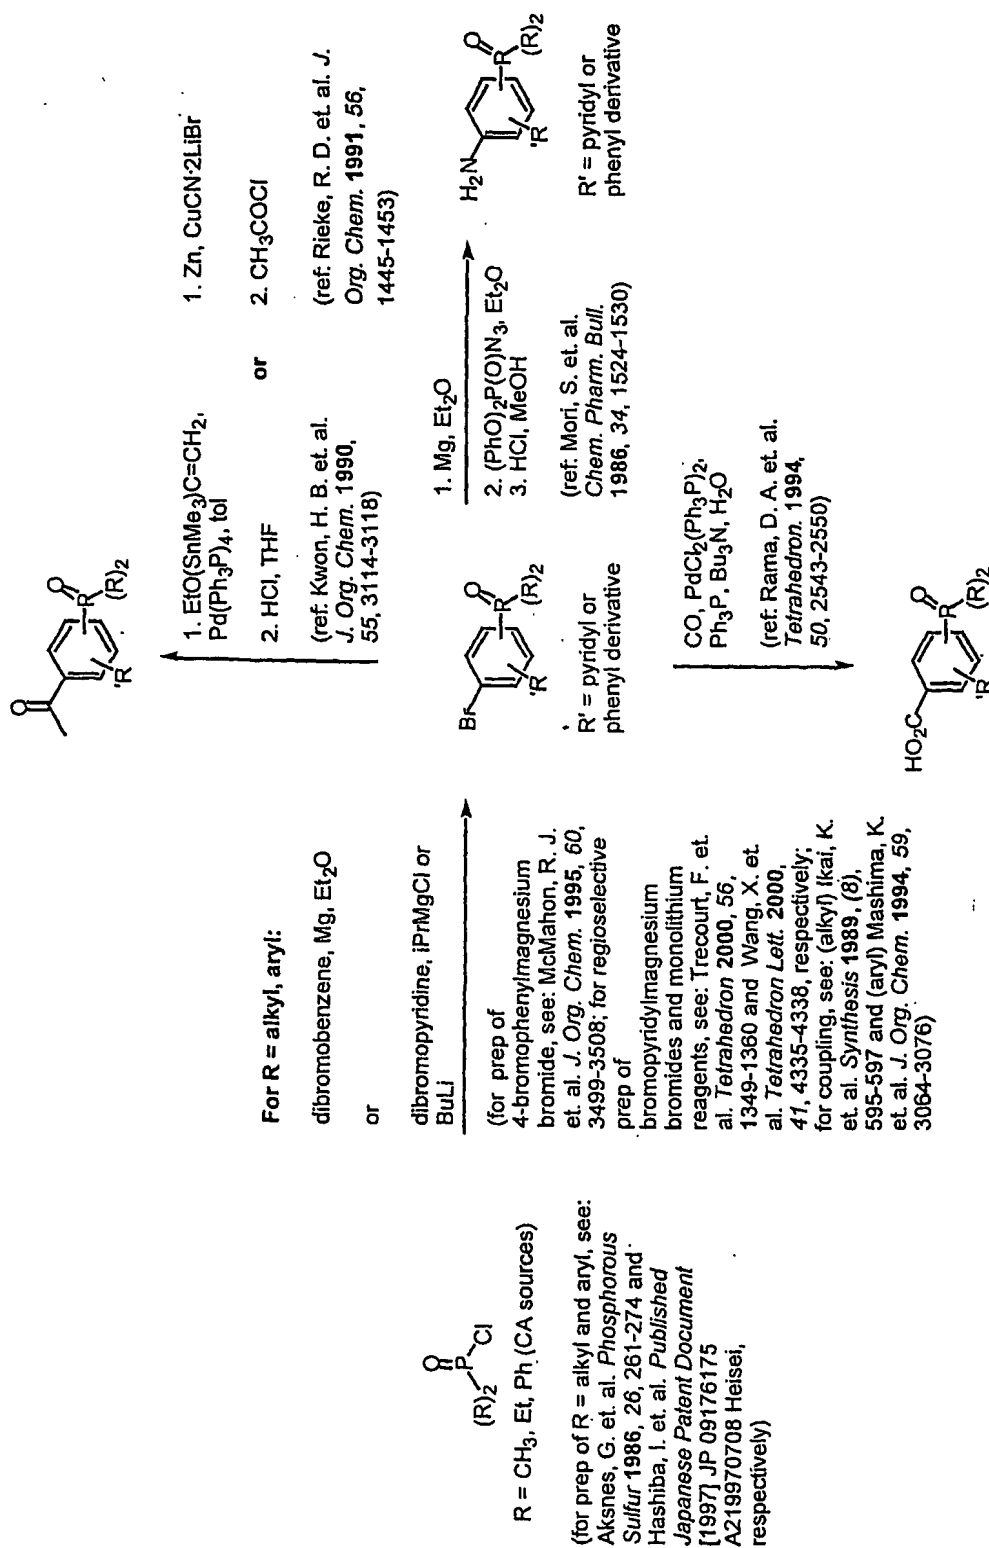 (R)₂
O
P
Cl
R = CH₃, Et, Ph (CA sources)
(for prep of R = alkyl and aryl, see:
Aksnes, G. et. al. Phosphorous
Sulfur 1986, 26, 261-274 and
Hashiba, I. et. al. Published
Japanese Patent Document
[1997] JP 09176175
A219970708 Heisei,
respectively)
For R = alkyl, aryl:
dibromobenzene, Mg, Et₂O
or
dibromopyridine, iPrMgCl or
BuLi
(for prep of
4-bromophenylmagnesium
bromide, see: McMahon, R. J.
et. al. J. Org. Chem. 1995, 60,
3499-3508; for regioselective
prep of
bromopyridylmagnesium
bromides and monolithium
reagents, see: Trecourt, F. et.
al. Tetrahedron 2000, 56,
1349-1360 and Wang, X. et.
al. Tetrahedron Lett. 2000,
41, 4335-4338, respectively;
for coupling, see: (alkyl) Ikai, K.
et. al. Synthesis 1989, (8),
595-597 and (aryl) Mashima, K.
et. al. J. Org. Chem. 1994, 59,
3064-3076)
O
'R
O
R
(R)₂
1. EtO(SnMe₃)C=CH₂,
Pd(Ph₃P)₄, tol
2. HCl, THF
(ref: Kwon, H. B. et. al.
J. Org. Chem. 1990,
55, 3114-3118)
or
1. Zn, CuCN·2LiBr
2. CH₃COCl
(ref: Rieke, R. D. et. al. J.
Org. Chem. 1991, 56,
1445-1453)
Br
'R
O
R
(R)₂
R' = pyridyl or
phenyl derivative
1. Mg, Et₂O
2. (PhO)₂P(O)N₃, Et₂O
3. HCl, MeOH
(ref: Mori, S. et. al.
Chem. Pharm. Bull.
1986, 34, 1524-1530)
H₂N
'R
O
R
(R)₂
R' = pyridyl or
phenyl derivative
CO, PdCl₂(Ph₃P)₂,
Ph₃P, Bu₃N, H₂O
(ref: Rama, D. A. et. al.
Tetrahedron. 1994,
50, 2543-2550)
HO₂C
'R
O
R
(R)₂